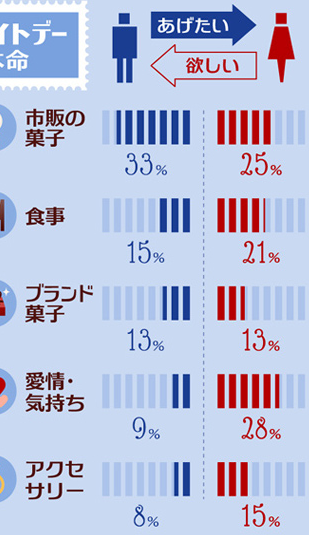 イトデー
本命
あげたい
欲しい
市販の
菓子
33%
25%
食事
15%
21%
ブランド
菓子
13%
13%
愛情・
気持ち
9%
28%
アクセ
サリー
8%
15%